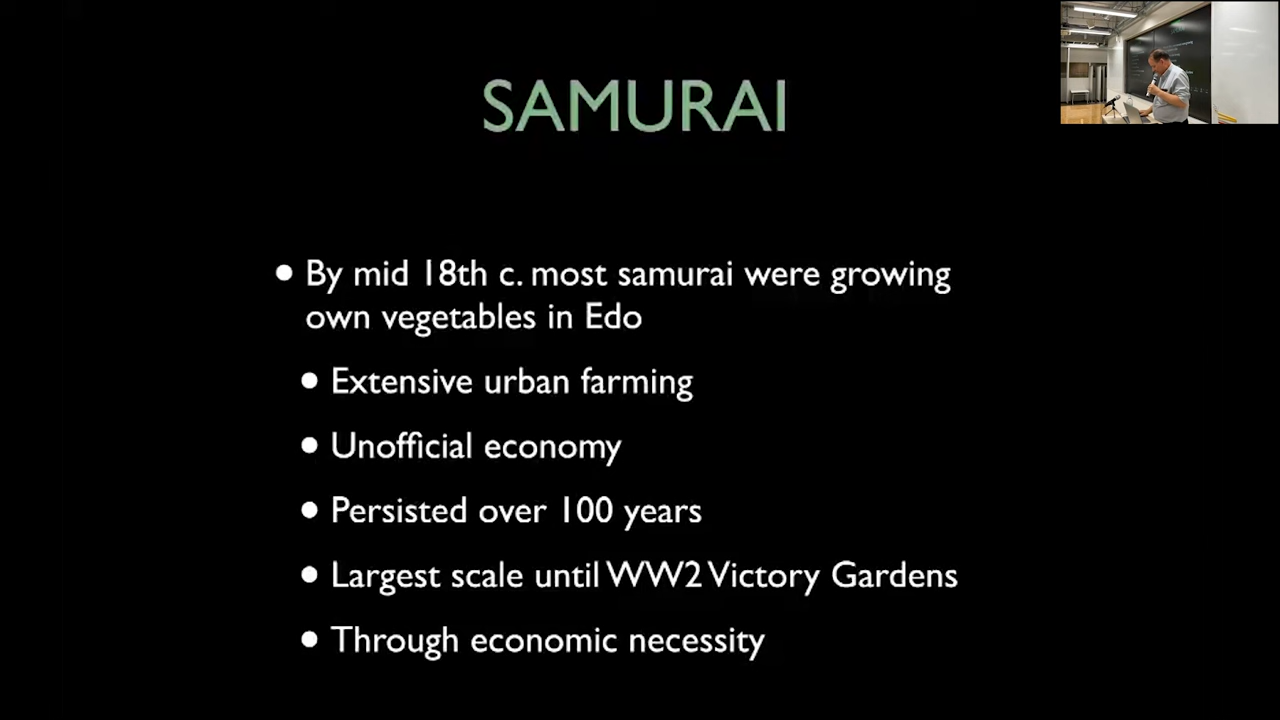 SAMURAI
• By mid 18th c. most samurai were growing
own vegetables in Edo
• Extensive urban farming
• Unofficial economy
• Persisted over 100 years
• Largest scale until WW2 Victory Gardens
• Through economic necessity